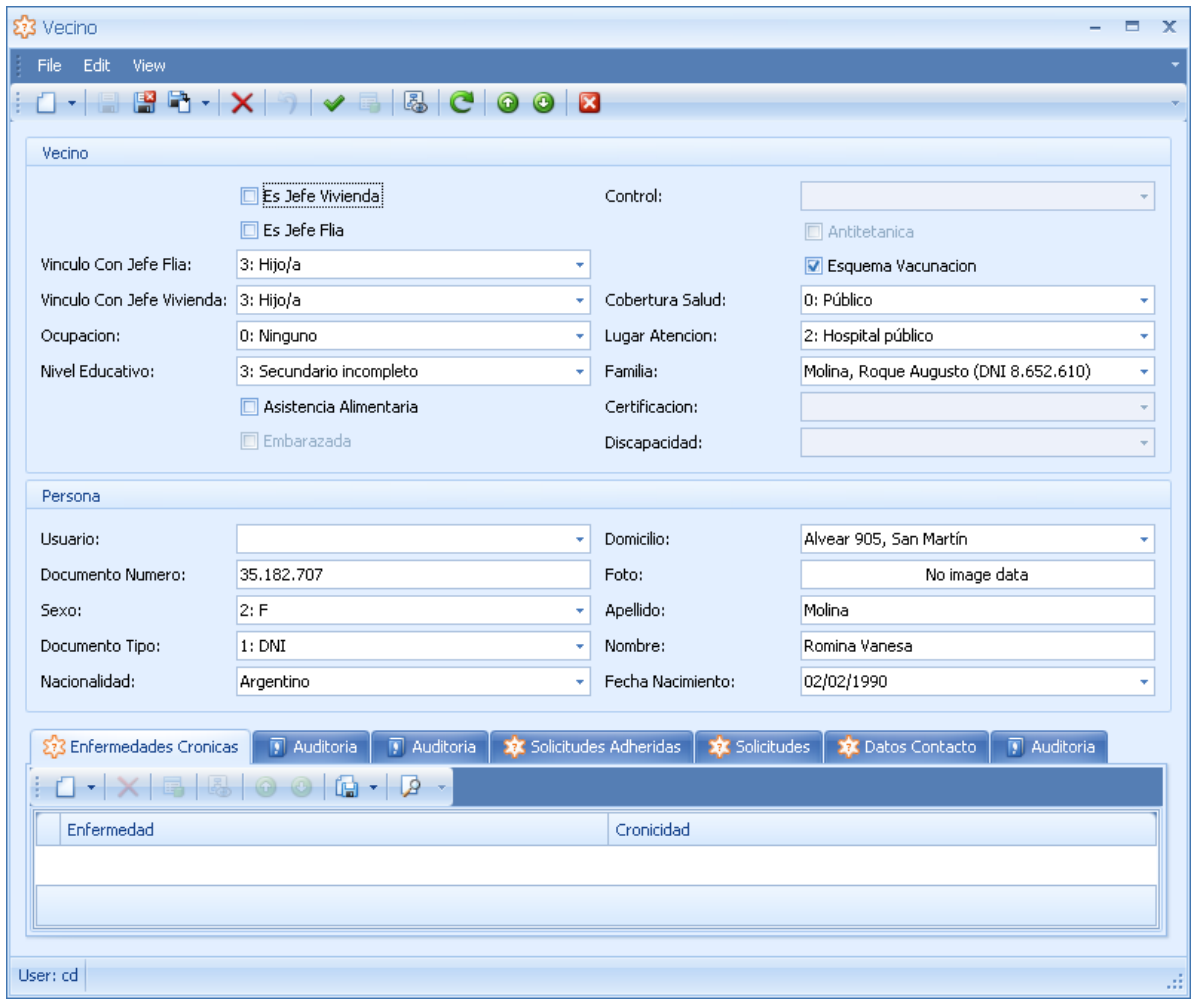 Vecino
File Edit View
Vecino
Es Jefe Vivienda
Control:
Es Jefe Flia
Antitetanica
Vinculo Con Jefe Flia: 3: Hijo/a
Esquema Vacunacion
Vinculo Con Jefe Vivienda: 3: Hijo/a
Cobertura Salud: 0: Público
Ocupacion: 0: Ninguno
Lugar Atencion: 2: Hospital público
Nivel Educativo: 3: Secundario incompleto
Familia: Molina, Roque Augusto (DNI 8.652.610)
Asistencia Alimentaria
Certificacion:
Embarazada
Discapacidad:
Persona
Usuario:
Domicilio: Alvear 905, San Martín
Documento Numero: 35.182.707
Foto: No image data
Sexo: 2: F
Apellido: Molina
Documento Tipo: 1: DNI
Nombre: Romina Vanesa
Nacionalidad: Argentino
Fecha Nacimiento: 02/02/1990
Enfermedades Cronicas Auditoria Auditoria Solicitudes Adheridas Solicitudes Datos Contacto Auditoria
Enfermedad Cronicidad
User: cd